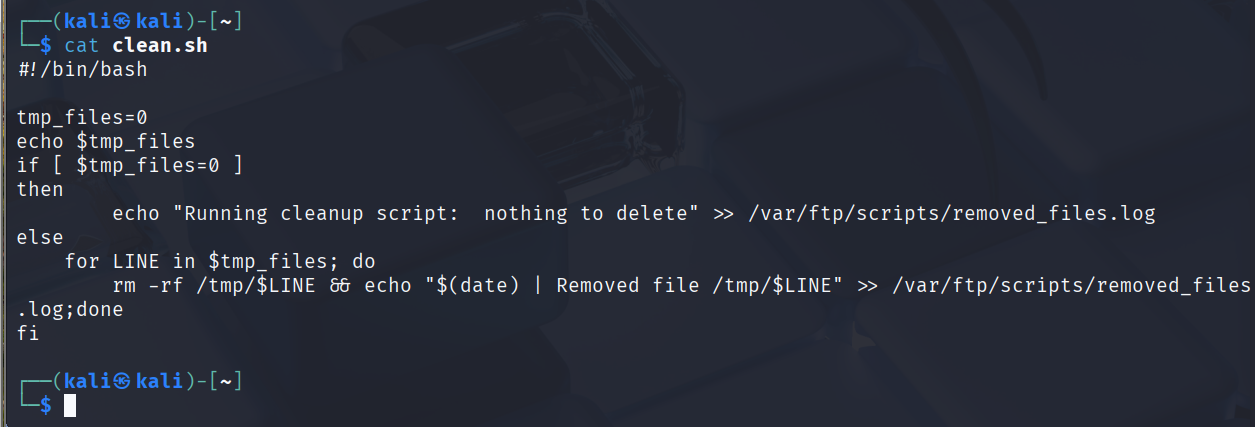 ┌──(kali㉿kali)-[~]
└─$ cat clean.sh
#!/bin/bash

tmp_files=0
echo $tmp_files
if [ $tmp_files=0 ]
then
        echo "Running cleanup script:  nothing to delete" >> /var/ftp/scripts/removed_files.log
else
    for LINE in $tmp_files; do
        rm -rf /tmp/$LINE && echo "$(date) | Removed file /tmp/$LINE" >> /var/ftp/scripts/removed_files
.log;done
fi

┌──(kali㉿kali)-[~]
└─$